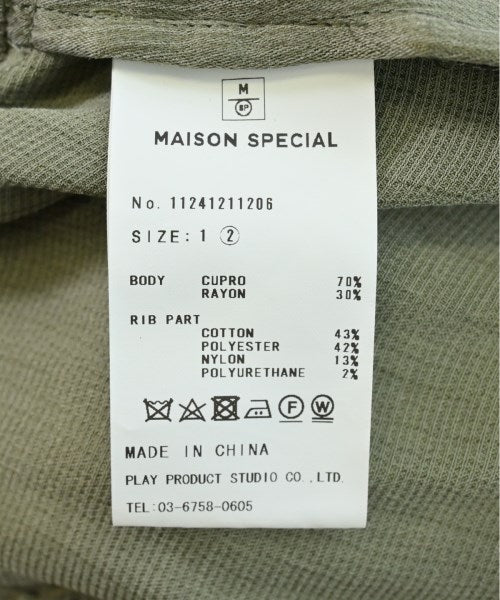 M
SP
MAISON SPECIAL
No. 11241211206
SIZE: 1 ②
BODY CUPRO 70%
RAYON 30%
RIB PART
COTTON 43%
POLYESTER 42%
NYLON 13%
POLYURETHANE 2%
F W
MADE IN CHINA
PLAY PRODUCT STUDIO CO.,LTD.
TEL:03-6758-0605